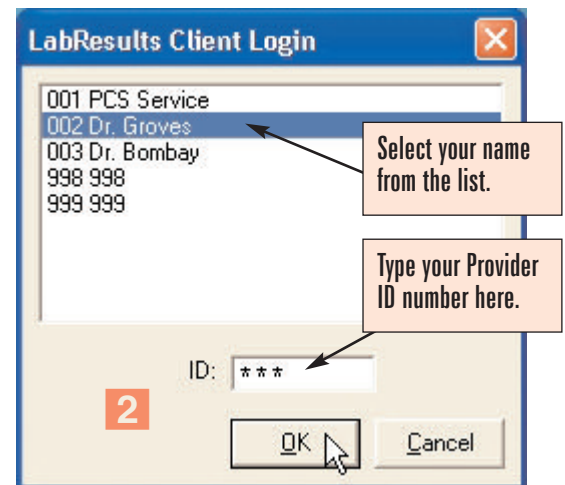 LabResults Client Login
001 PCS Service
002 Dr. Groves
003 Dr. Bombay
998 998
999 999
Select your name
from the list.
Type your Provider
ID number here.
ID: ***
2
OK
Cancel